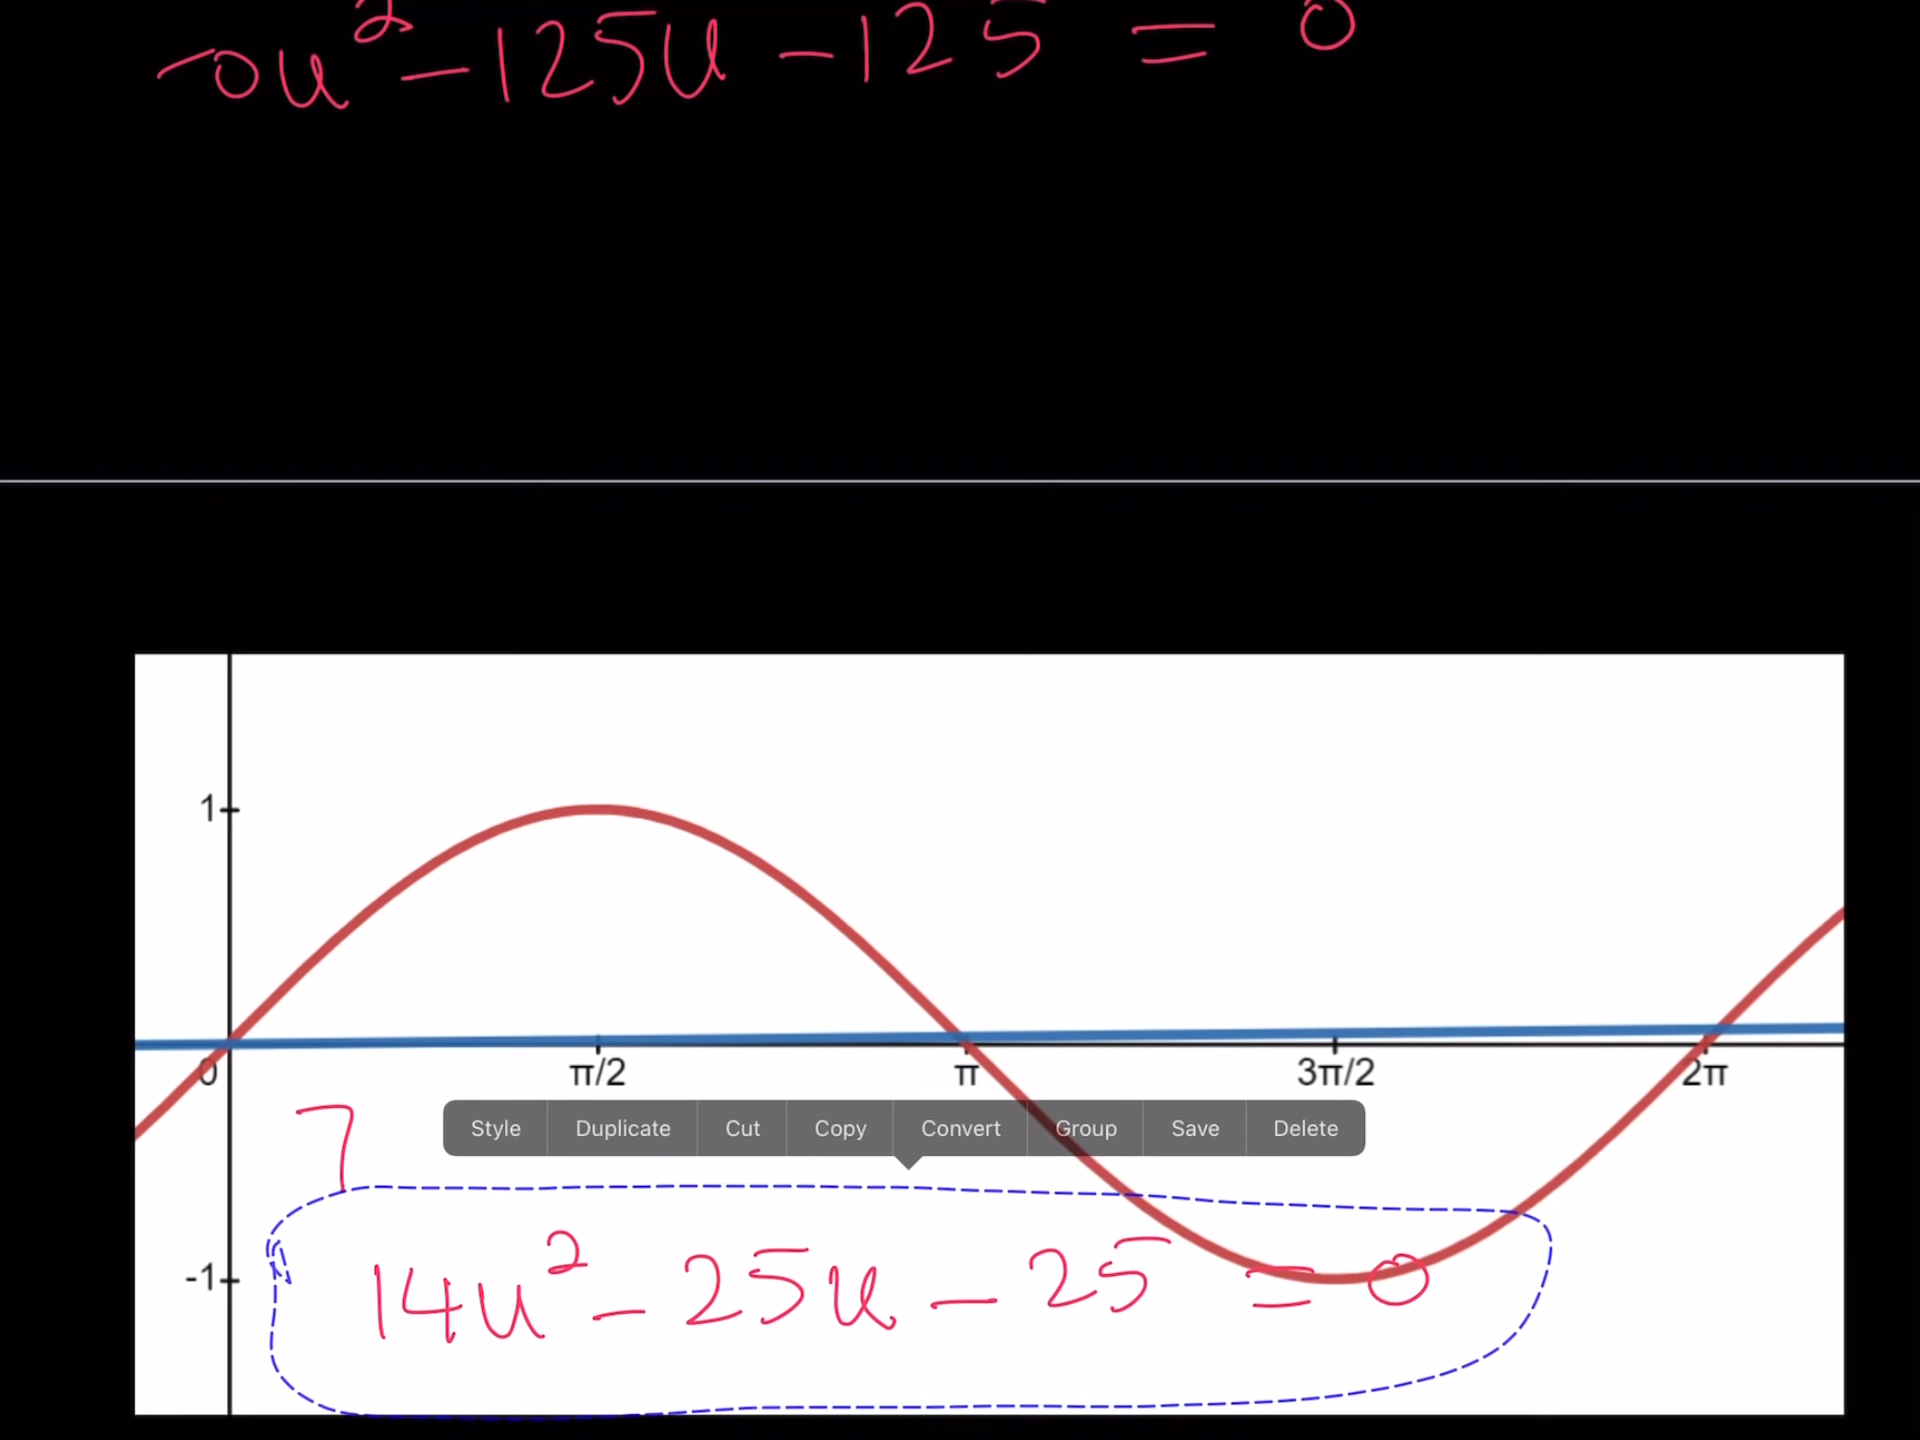 0u² - 125u - 125 = 0
1
0 π/2 π 3π/2 2π
7
Style Duplicate Cut Copy Convert Group Save Delete
-1
14u² - 25u - 25 = 0